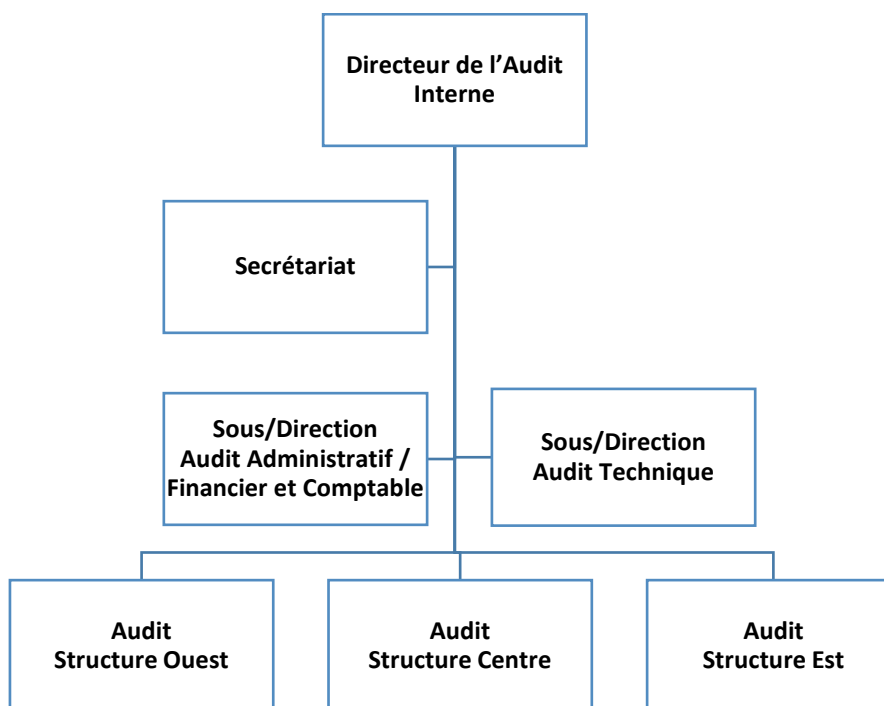 Directeur de l’Audit
Interne
Secrétariat
Sous/Direction
Audit Administratif /
Financier et Comptable
Sous/Direction
Audit Technique
Audit
Structure Ouest
Audit
Structure Centre
Audit
Structure Est